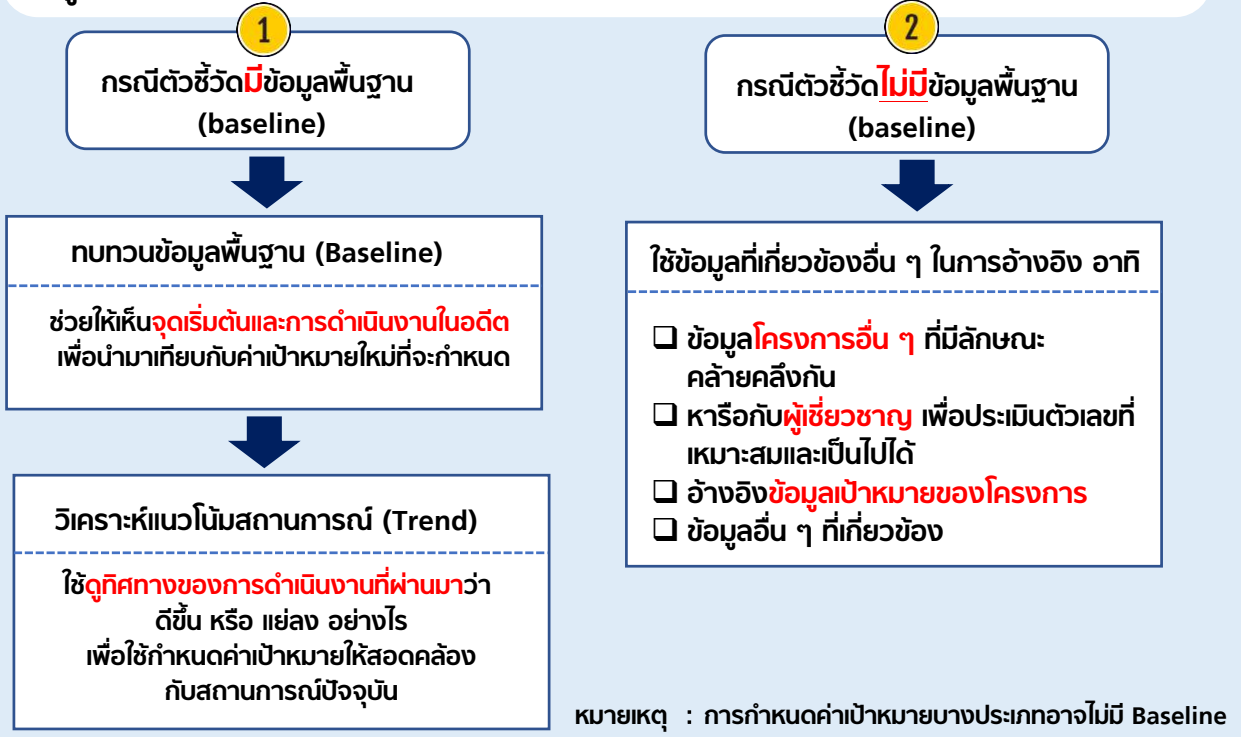 1
กรณีตัวชี้วัดมีข้อมูลพื้นฐาน
(baseline)
ทบทวนข้อมูลพื้นฐาน (Baseline)
ช่วยให้เห็นจุดเริ่มต้นและการดำเนินงานในอดีต
เพื่อนำมาเทียบกับค่าเป้าหมายใหม่ที่จะกำหนด
วิเคราะห์แนวโน้มสถานการณ์ (Trend)
ใช้ดูทิศทางของการดำเนินงานที่ผ่านมาว่า
ดีขึ้น หรือ แย่ลง อย่างไร
เพื่อใช้กำหนดค่าเป้าหมายให้สอดคล้อง
กับสถานการณ์ปัจจุบัน
2
กรณีตัวชี้วัดไม่มีข้อมูลพื้นฐาน
(baseline)
ใช้ข้อมูลที่เกี่ยวข้องอื่น ๆ ในการอ้างอิง อาทิ
❑ ข้อมูลโครงการอื่น ๆ ที่มีลักษณะ
คล้ายคลึงกัน
❑ หารือกับผู้เชี่ยวชาญ เพื่อประเมินตัวเลขที่
เหมาะสมและเป็นไปได้
❑ อ้างอิงข้อมูลเป้าหมายของโครงการ
❑ ข้อมูลอื่น ๆ ที่เกี่ยวข้อง
หมายเหตุ : การกำหนดค่าเป้าหมายบางประเภทอาจไม่มี Baseline